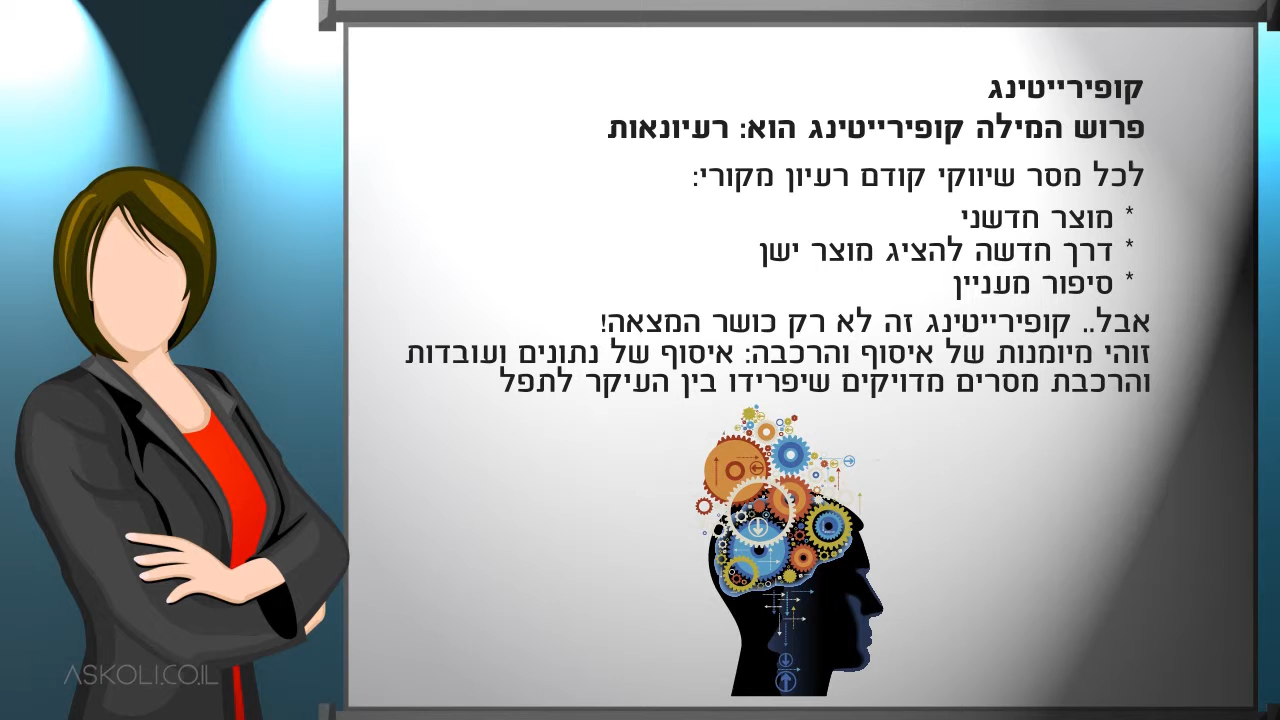 קופירייטינג
פרוש המילה קופירייטינג הוא: רעיונאות
לכל מסר שיווקי קודם רעיון מקורי:
* מוצר חדשני
* דרך חדשה להציג מוצר ישן
* סיפור מעניין
אבל.. קופירייטינג זה לא רק כושר המצאה!
זוהי מיומנות של איסוף והרכבה: איסוף של נתונים ועובדות
והרכבת מסרים מדויקים שיפרידו בין העיקר לתפל
ASKOLI.CO.IL